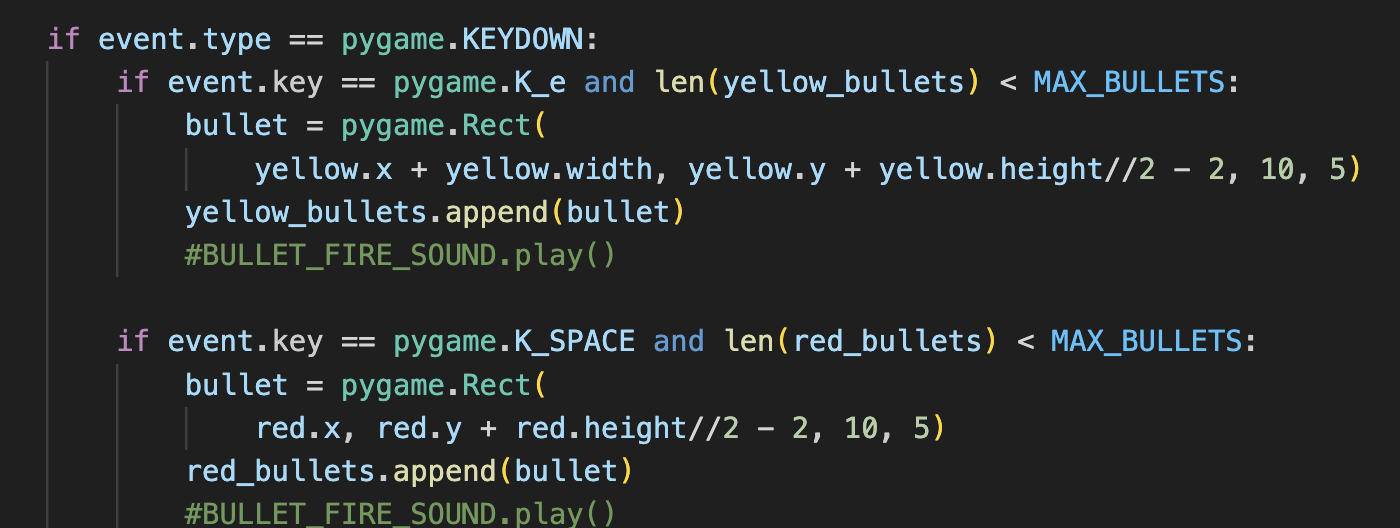 if event.type == pygame.KEYDOWN:
    if event.key == pygame.K_e and len(yellow_bullets) < MAX_BULLETS:
        bullet = pygame.Rect(
            yellow.x + yellow.width, yellow.y + yellow.height//2 - 2, 10, 5)
        yellow_bullets.append(bullet)
        #BULLET_FIRE_SOUND.play()

    if event.key == pygame.K_SPACE and len(red_bullets) < MAX_BULLETS:
        bullet = pygame.Rect(
            red.x, red.y + red.height//2 - 2, 10, 5)
        red_bullets.append(bullet)
        #BULLET_FIRE_SOUND.play()